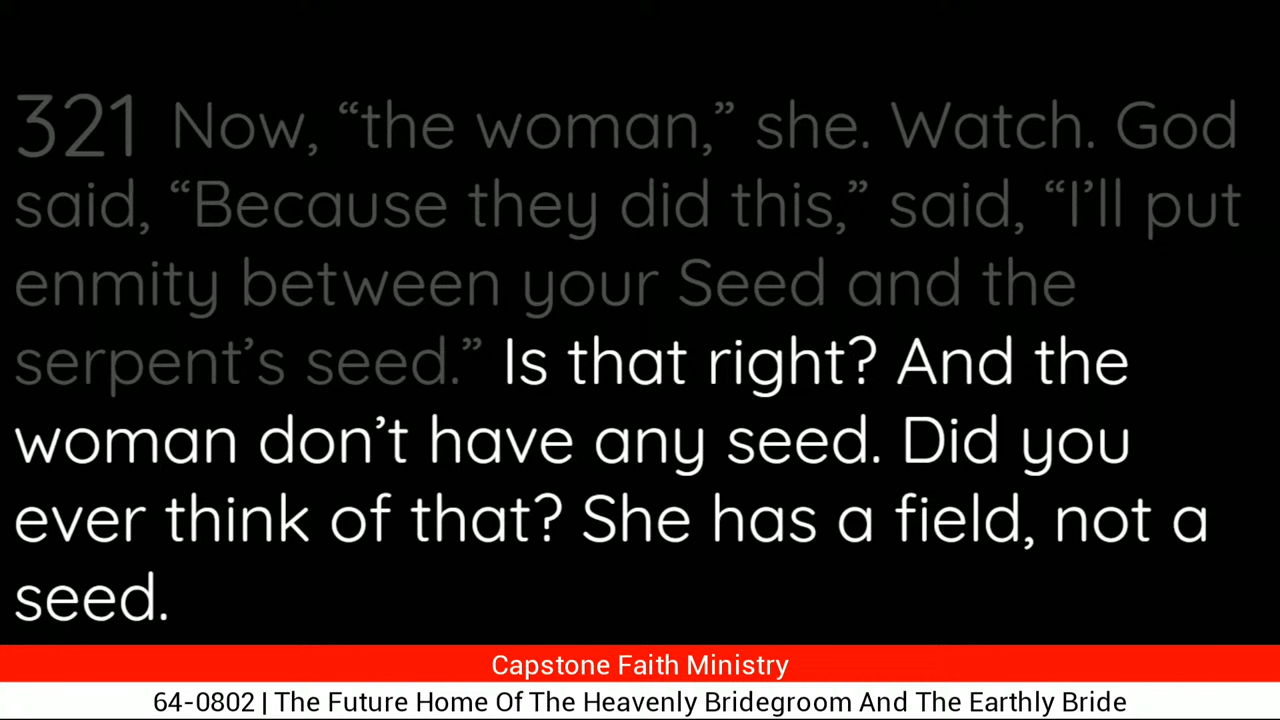 321 Now, “the woman,” she. Watch. God
said, “Because they did this,” said, “I’ll put
enmity between your Seed and the
serpent’s seed.” Is that right? And the
woman don’t have any seed. Did you
ever think of that? She has a field, not a
seed.
Capstone Faith Ministry
64-0802 | The Future Home Of The Heavenly Bridegroom And The Earthly Bride